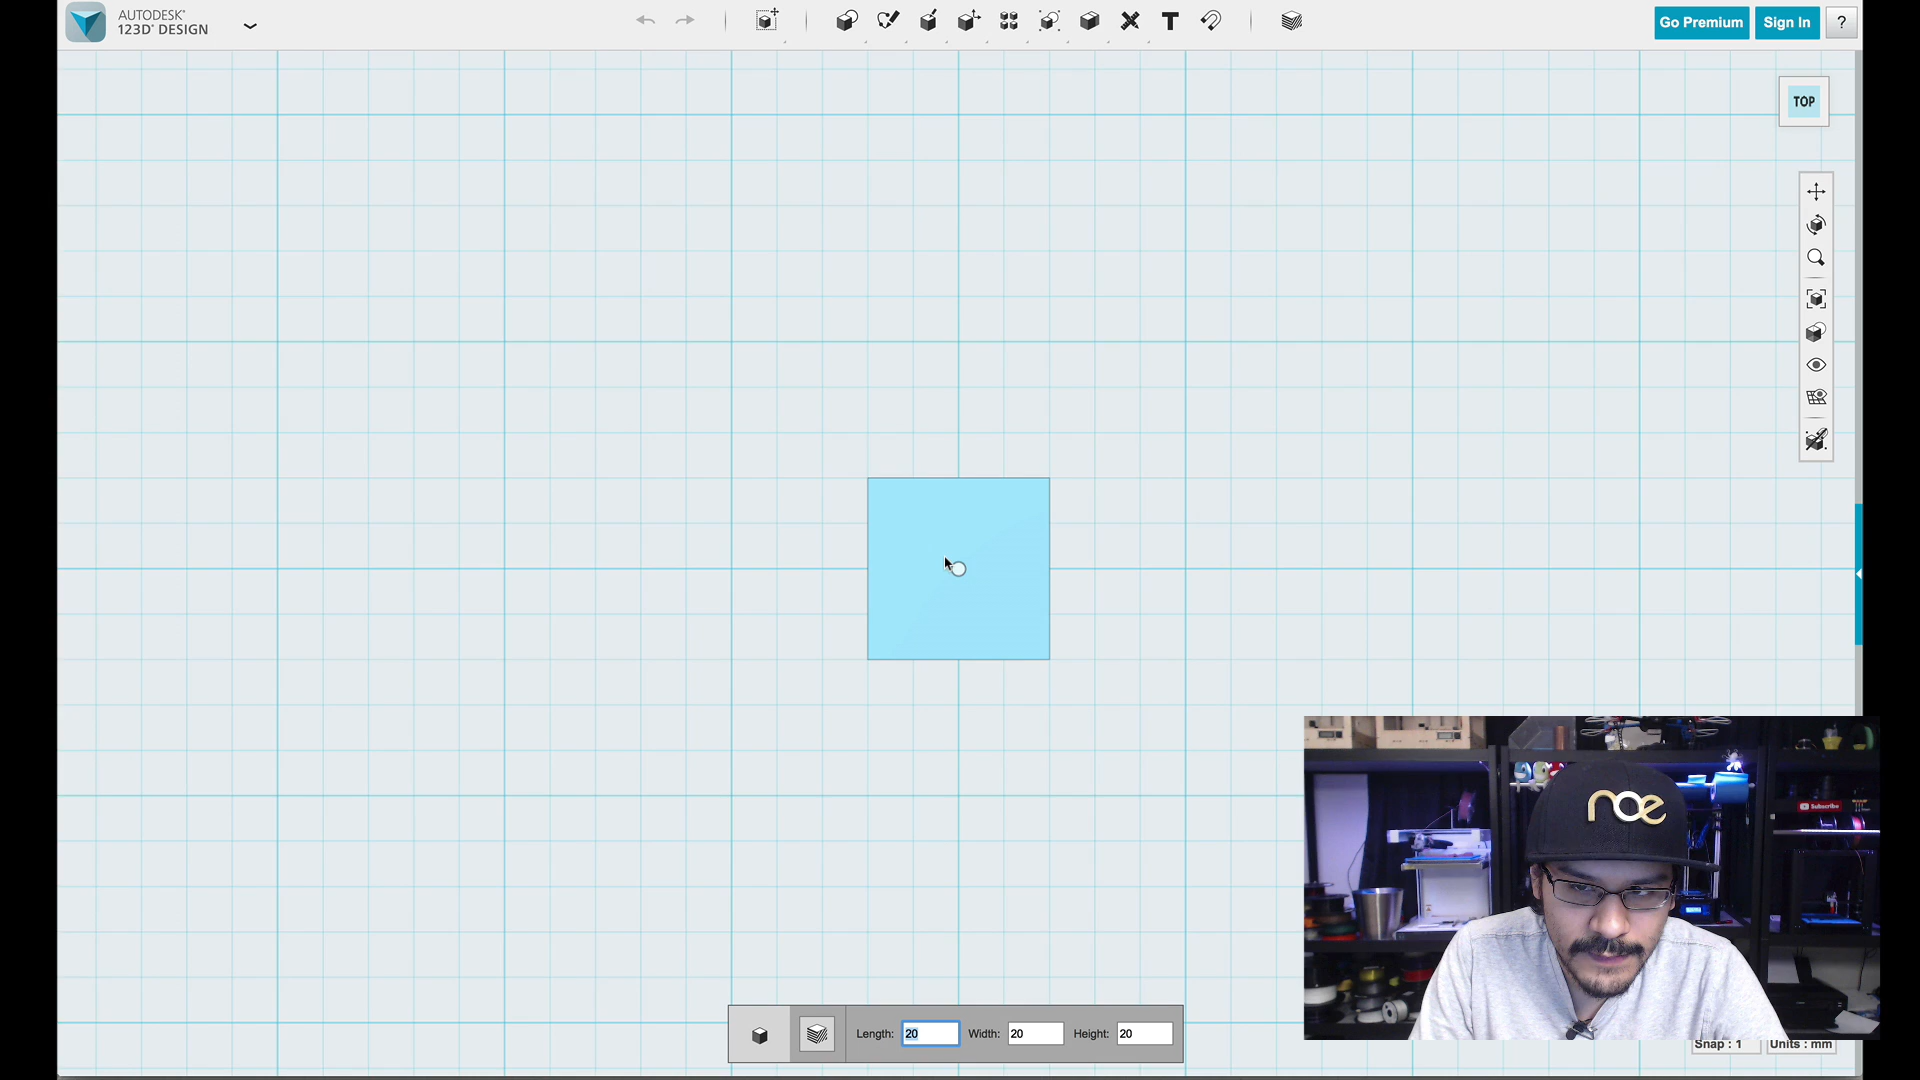 AUTODESK®
123D® DESIGN
T
Go Premium
Sign In
?
TOP
noe
Subscribe
Length: 20 Width: 20 Height: 20
Snap : 1
Units : mm